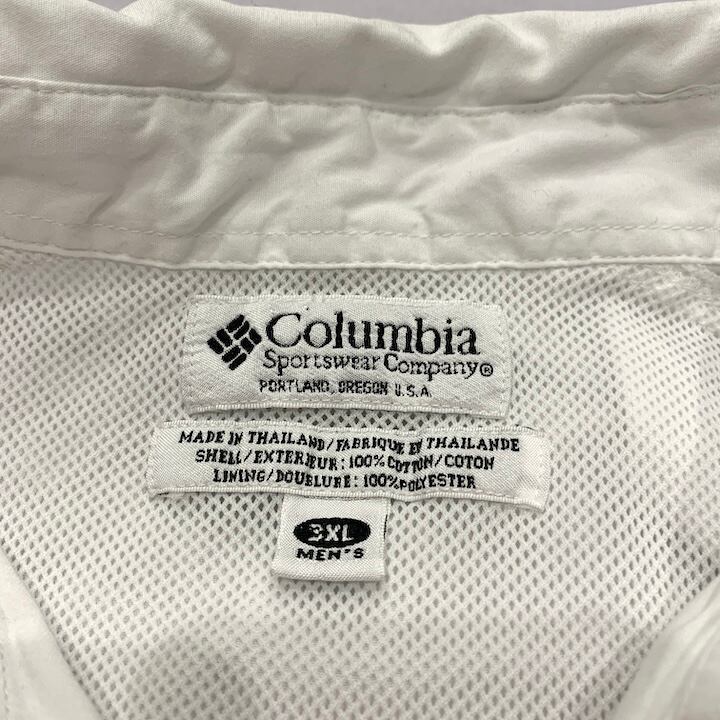 Columbia
Sportswear Company®
PORTLAND, OREGON U.S.A.
MADE IN THAILAND/FABRIQUE EN THAILANDE
SHELL/EXTERIEUR: 100% COTTON/COTON
LINING/DOUBLURE: 100% POLYESTER
3XL
MEN'S